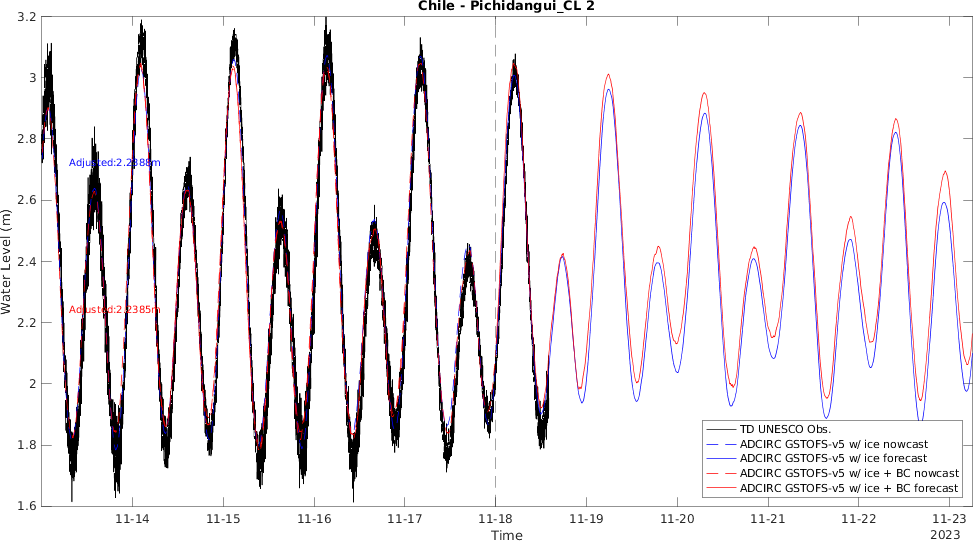 Chile - Pichidangui_CL 2
3.2
3
2.8
2.6
2.4
2.2
2
1.8
1.6
Water Level (m)
Adjusted:2.2388m
Adjusted:2.2385m
TD UNESCO Obs.
ADCIRC GSTOFS-v5 w/ ice nowcast
ADCIRC GSTOFS-v5 w/ ice forecast
ADCIRC GSTOFS-v5 w/ ice + BC nowcast
ADCIRC GSTOFS-v5 w/ ice + BC forecast
11-14 11-15 11-16 11-17 11-18 11-19 11-20 11-21 11-22 11-23
2023
Time